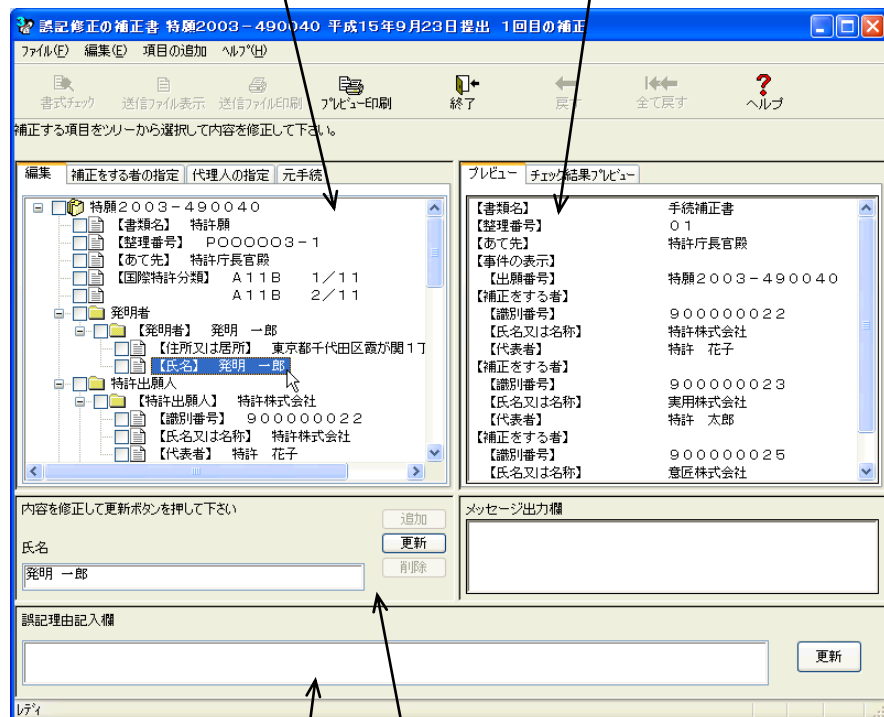 誤記修正の補正書 特願2003-490040 平成15年9月23日提出 1回目の補正
ファイル(F) 編集(E) 項目の追加 ヘルプ(H)
書式チェック 送信ファイル表示 送信ファイル印刷 プレビュー印刷 終了 戻す 全て戻す ヘルプ
補正する項目をツリーから選択して内容を修正して下さい。
編集 補正をする者の指定 代理人の指定 元手続
特願2003-490040
【書類名】 特許願
【整理番号】 P000003-1
【あて先】 特許庁長官殿
【国際特許分類】 A11B 1/11
A11B 2/11
発明者
【発明者】 発明 一郎
【住所又は居所】 東京都千代田区霞が関1丁
【氏名】 発明 一郎
特許出願人
【特許出願人】 特許株式会社
【識別番号】 900000022
【氏名又は名称】 特許株式会社
【代表者】 特許 花子
プレビュー チェック結果プレビュー
【書類名】 手続補正書
【整理番号】 01
【あて先】 特許庁長官殿
【事件の表示】
【出願番号】 特願2003-490040
【補正をする者】
【識別番号】 900000022
【氏名又は名称】 特許株式会社
【代表者】 特許 花子
【補正をする者】
【識別番号】 900000023
【氏名又は名称】 実用株式会社
【代表者】 特許 太郎
【補正をする者】
【識別番号】 900000025
【氏名又は名称】 意匠株式会社
内容を修正して更新ボタンを押して下さい
追加
氏名
更新
発明 一郎
削除
メッセージ出力欄
誤記理由記入欄
更新
レディ